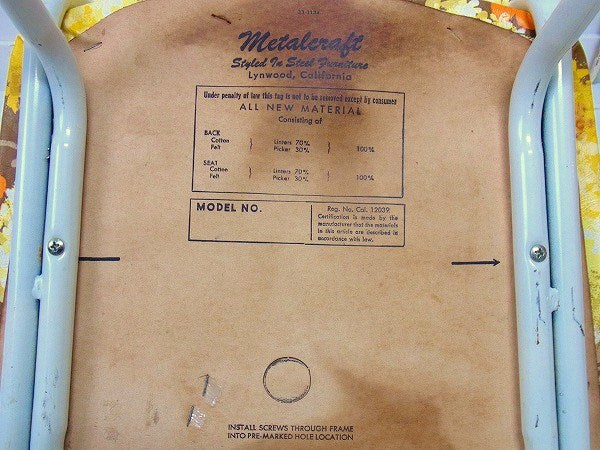 Metalcraft
Styled In Steel Furniture
Lynwood, California
Under penalty of law this tag is not to be removed except by consumer
ALL NEW MATERIAL
Consisting of
BACK
Cotton } Linters 70% } 100%
Felt Picker 30%
SEAT
Cotton } Linters 70% } 100%
Felt Picker 30%
MODEL NO.
Reg. No. Cal. 12039
Certification is made by the
manufacturer that the materials
in this article are described in
accordance with law.
INSTALL SCREWS THROUGH FRAME
INTO PRE-MARKED HOLE LOCATION